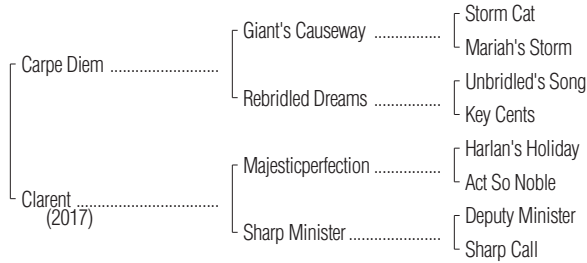 Carpe Diem ............................
Giant's Causeway .................
Storm Cat
Mariah's Storm
Rebridled Dreams ..................
Unbridled's Song
Key Cents
Clarent ....................................
(2017)
Majesticperfection .................
Harlan's Holiday
Act So Noble
Sharp Minister ........................
Deputy Minister
Sharp Call